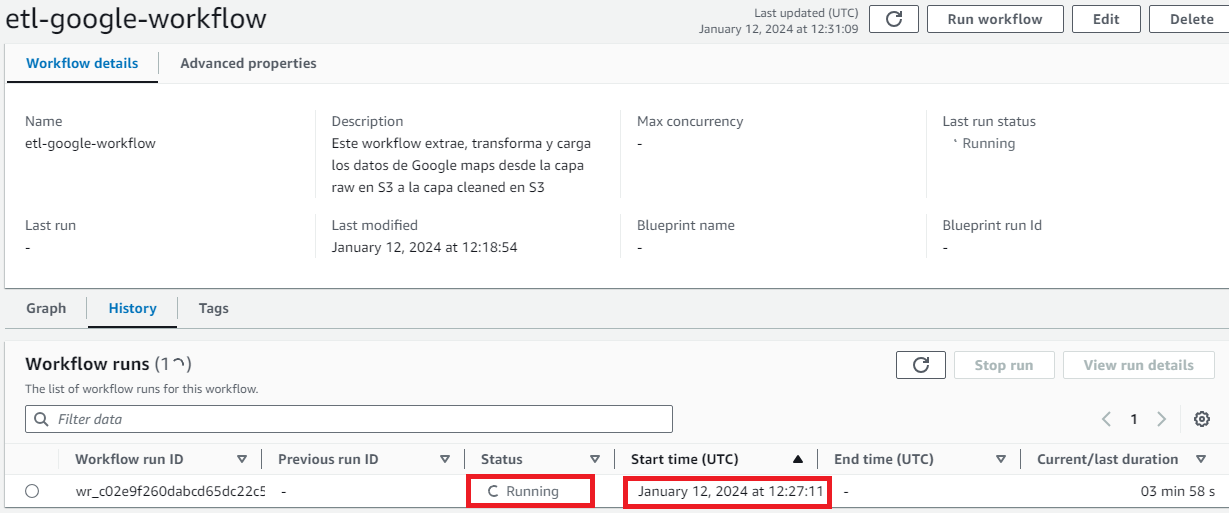 etl-google-workflow
Last updated (UTC)
January 12, 2024 at 12:31:09
Run workflow
Edit
Delete
Workflow details
Advanced properties
Name
etl-google-workflow
Description
Este workflow extrae, transforma y carga
los datos de Google maps desde la capa
raw en S3 a la capa cleaned en S3
Max concurrency
-
Last run status
Running
Last run
-
Last modified
January 12, 2024 at 12:18:54
Blueprint name
-
Blueprint run Id
-
Graph
History
Tags
Workflow runs (1)
The list of workflow runs for this workflow.
Stop run
View run details
Filter data
1
Workflow run ID Previous run ID Status Start time (UTC) End time (UTC) Current/last duration
wr_c02e9f260dabcd65dc22c5 - Running January 12, 2024 at 12:27:11 - 03 min 58 s